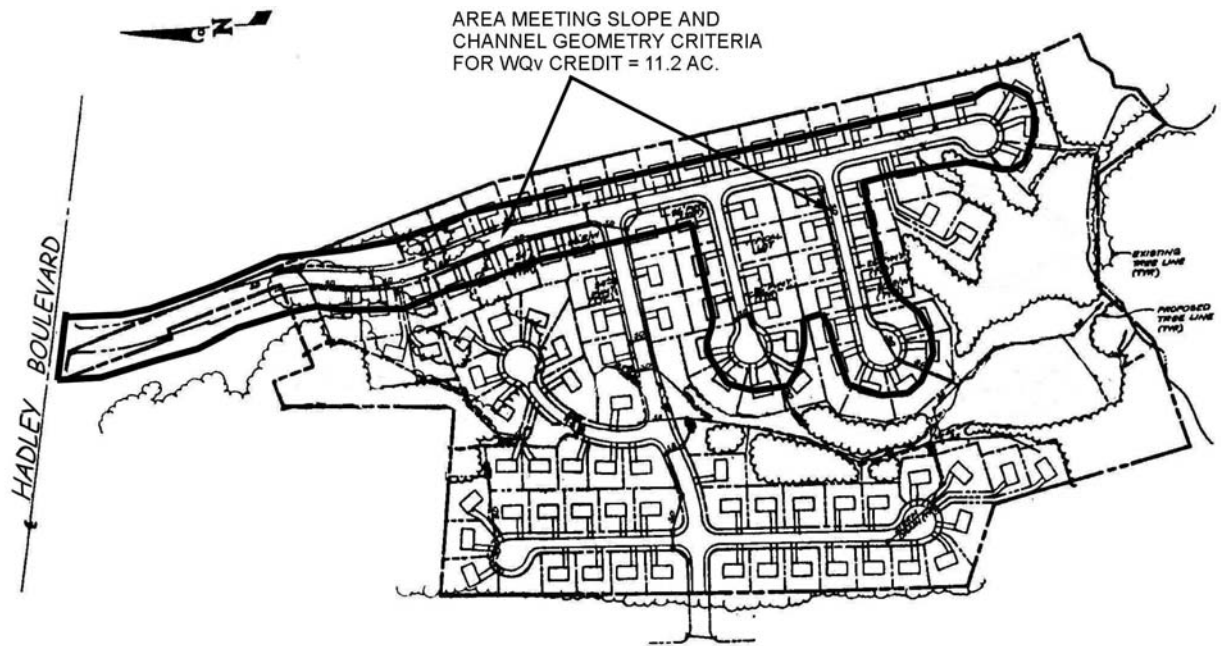 N
AREA MEETING SLOPE AND
CHANNEL GEOMETRY CRITERIA
FOR WQv CREDIT = 11.2 AC.
HADLEY BOULEVARD
EXISTING
TREE LINE
(TYP.)
PROPOSED
TREE LINE
(TYP.)